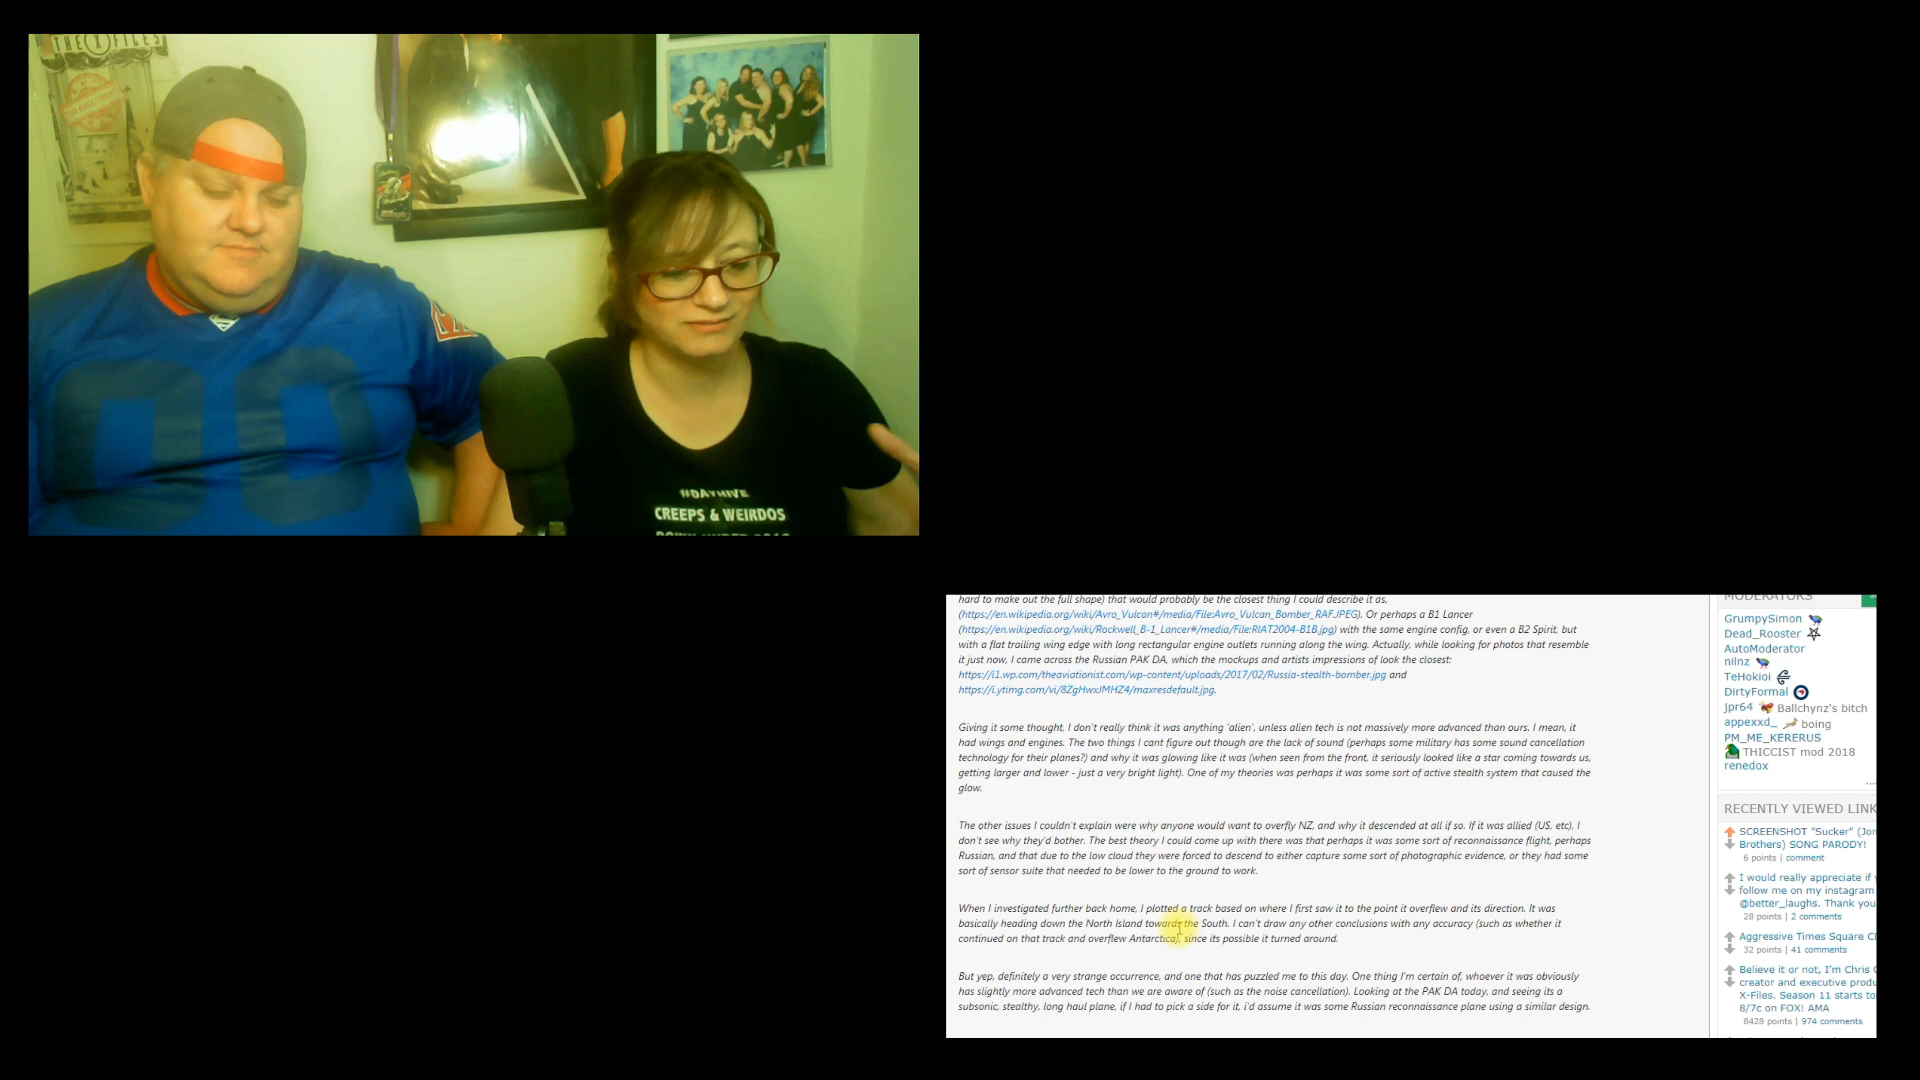 THE X FILES
#DAYHIVE
CREEPS & WEIRDOS
DOWN UNDER
hard to make out the full shape) that would probably be the closest thing I could describe it as,
(https://en.wikipedia.org/wiki/Avro_Vulcan#/media/File:Avro_Vulcan_Bomber_RAF.JPEG). Or perhaps a B1 Lancer
(https://en.wikipedia.org/wiki/Rockwell_B-1_Lancer#/media/File:RIAT2004-B1B.jpg) with the same engine config, or even a B2 Spirit, but
with a flat trailing wing edge with long rectangular engine outlets running along the wing. Actually, while looking for photos that resemble
it just now, I came across the Russian PAK DA, which the mockups and artists impressions of look the closest:
https://i1.wp.com/theaviationist.com/wp-content/uploads/2017/02/Russia-stealth-bomber.jpg and
https://i.ytimg.com/vi/8ZgHwxJMHZ4/maxresdefault.jpg.
Giving it some thought, I don't really think it was anything 'alien', unless alien tech is not massively more advanced than ours. I mean, it
had wings and engines. The two things I cant figure out though are the lack of sound (perhaps some military has some sound cancellation
technology for their planes?) and why it was glowing like it was (when seen from the front, it seriously looked like a star coming towards us,
getting larger and lower - just a very bright light). One of my theories was perhaps it was some sort of active stealth system that caused the
glow.
The other issues I couldn't explain were why anyone would want to overfly NZ, and why it descended at all if so. If it was allied (US, etc), I
don't see why they'd bother. The best theory I could come up with there was that perhaps it was some sort of reconnaissance flight, perhaps
Russian, and that due to the low cloud they were forced to descend to either capture some sort of photographic evidence, or they had some
sort of sensor suite that needed to be lower to the ground to work.
When I investigated further back home, I plotted a track based on where I first saw it to the point it overflew and its direction. It was
basically heading down the North Island towards the South. I can't draw any other conclusions with any accuracy (such as whether it
continued on that track and overflew Antarctica), since its possible it turned around.
But yep, definitely a very strange occurrence, and one that has puzzled me to this day. One thing I'm certain of, whoever it was obviously
has slightly more advanced tech than we are aware of (such as the noise cancellation). Looking at the PAK DA today, and seeing its a
subsonic, stealthy, long haul plane, if I had to pick a side for it, i'd assume it was some Russian reconnaissance plane using a similar design.
MODERATORS
GrumpySimon
Dead_Rooster
AutoModerator
nilnz
TeHokioi
DirtyFormal
jpr64 Ballchynz's bitch
appexxd_ boing
PM_ME_KERERUS
THICCIST mod 2018
renedox
...
RECENTLY VIEWED LINK
SCREENSHOT "Sucker" (Jon
Brothers) SONG PARODY!
6 points | comment
I would really appreciate if
follow me on my instagram
@better_laughs. Thank you
28 points | 2 comments
Aggressive Times Square
32 points | 41 comments
Believe it or not, I'm Chris
creator and executive produ
X-Files. Season 11 starts to
8/7c on FOX! AMA
8428 points | 974 comments